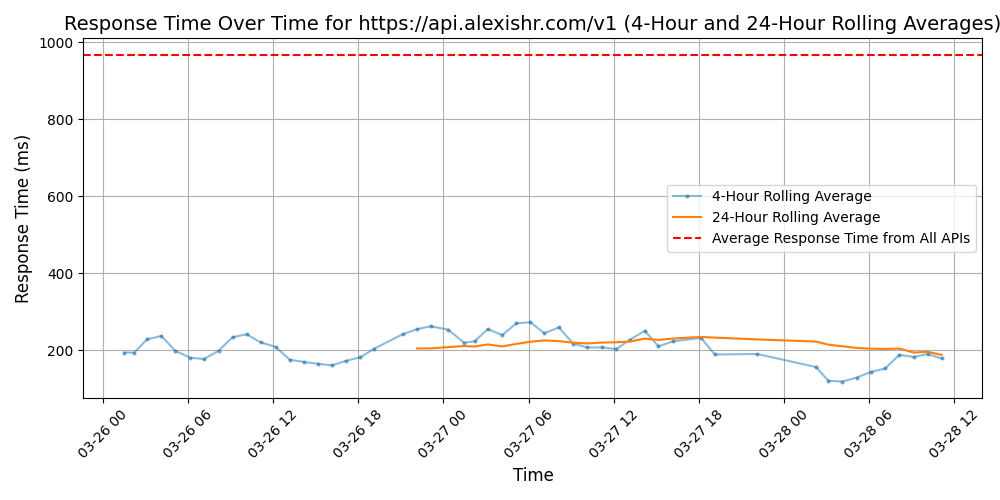 Response Time Over Time for https://api.alexishr.com/v1 (4-Hour and 24-Hour Rolling Averages)
Response Time (ms)
1000
800
600
400
200
4-Hour Rolling Average
24-Hour Rolling Average
Average Response Time from All APIs
03-26 00
03-26 06
03-26 12
03-26 18
03-27 00
03-27 06
03-27 12
03-27 18
03-28 00
03-28 06
03-28 12
Time